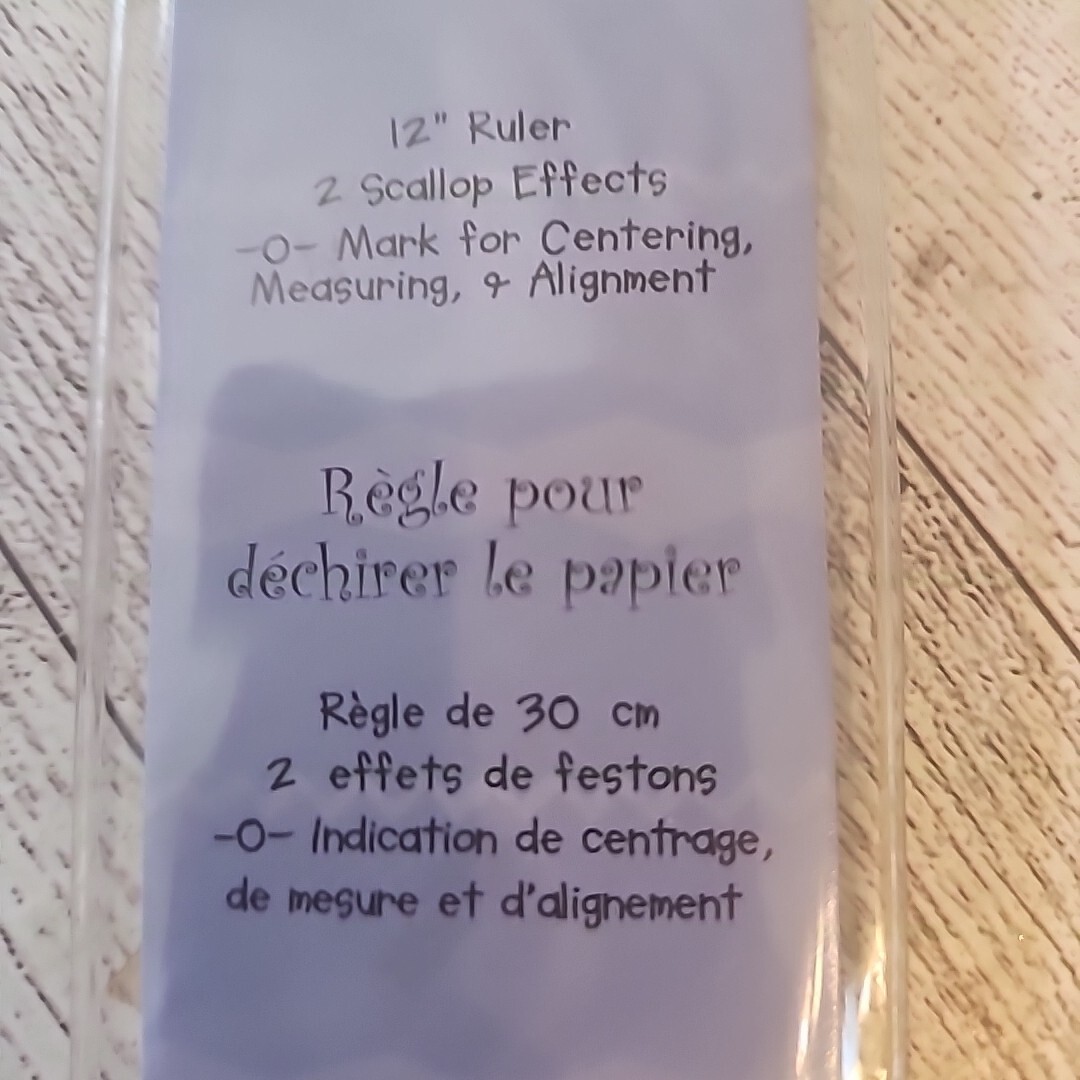 12" Ruler
2 Scallop Effects
-0- Mark for Centering,
Measuring, & Alignment
Règle pour
déchirer le papier
Règle de 30 cm
2 effets de festons
-0- Indication de centrage,
de mesure et d'alignement